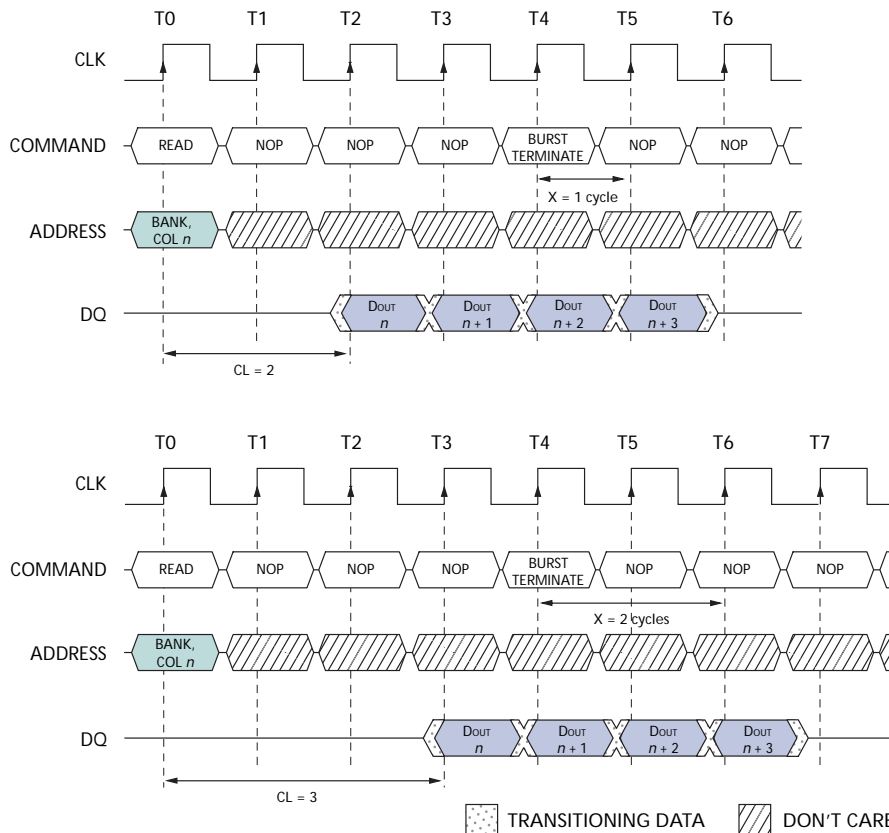 T0 T1 T2 T3 T4 T5 T6
CLK
COMMAND READ NOP NOP NOP BURST TERMINATE NOP NOP
X = 1 cycle
ADDRESS BANK, COL n
DQ DOUT n DOUT n + 1 DOUT n + 2 DOUT n + 3
CL = 2
T0 T1 T2 T3 T4 T5 T6 T7
CLK
COMMAND READ NOP NOP NOP BURST TERMINATE NOP NOP NOP
X = 2 cycles
ADDRESS BANK, COL n
DQ DOUT n DOUT n + 1 DOUT n + 2 DOUT n + 3
CL = 3
TRANSITIONING DATA DON'T CARE